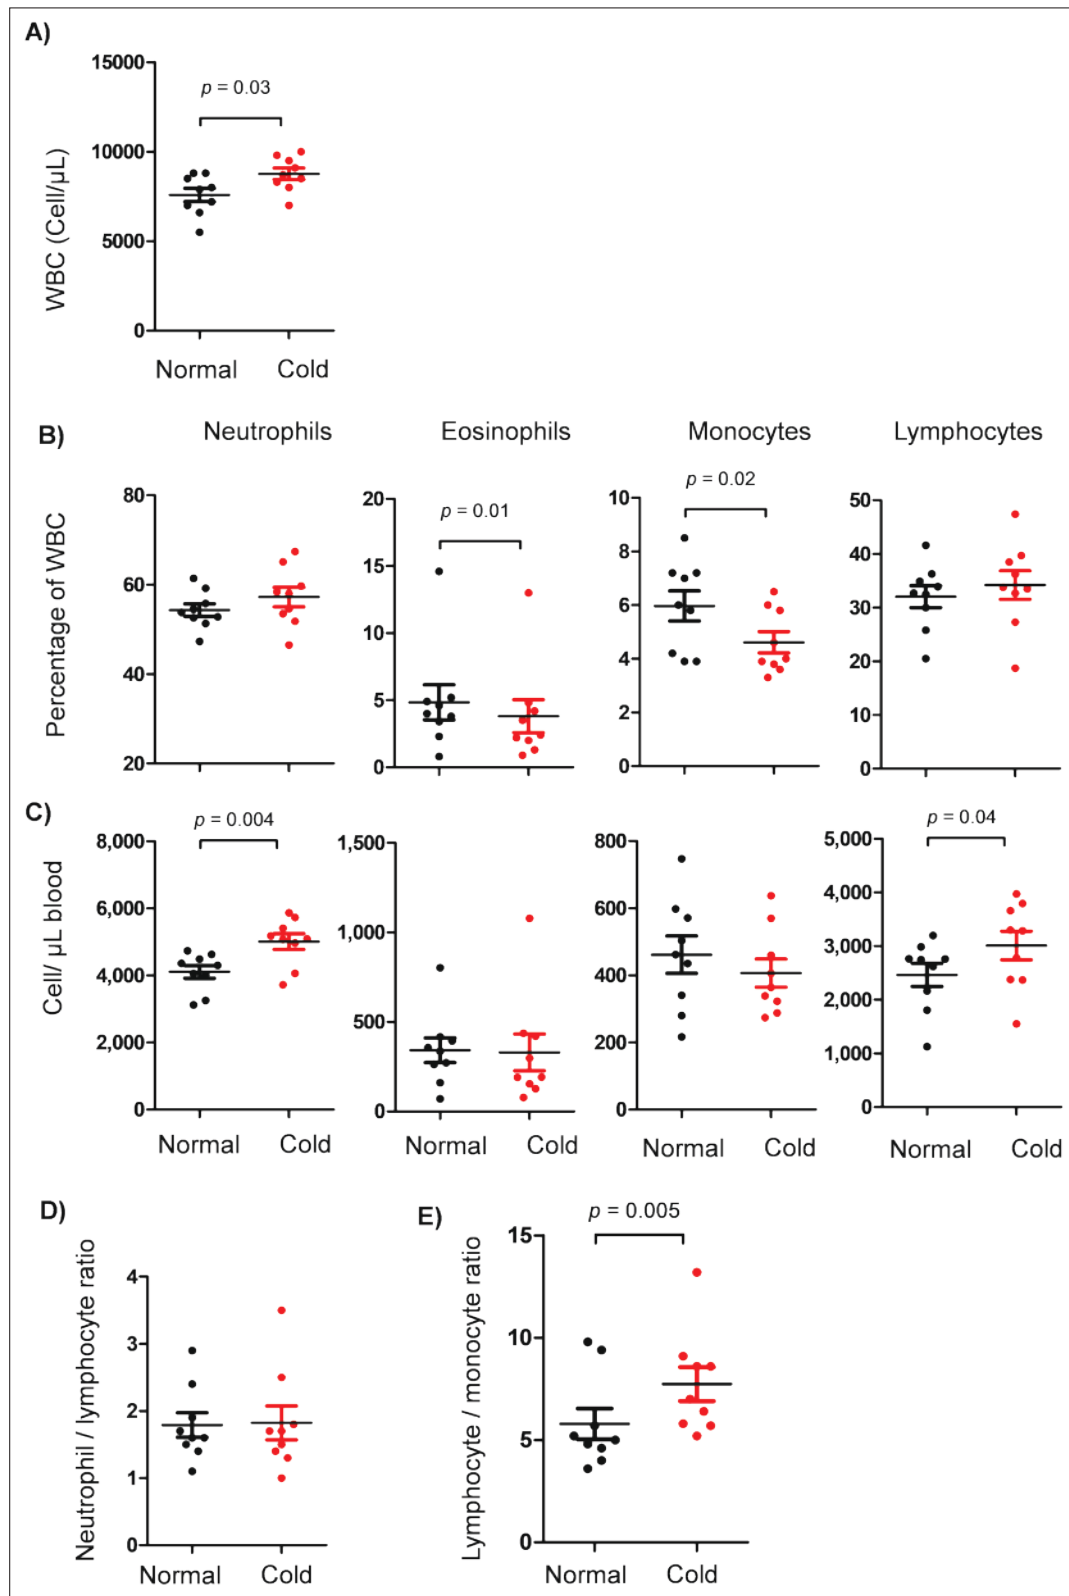 A)
15000
p = 0.03
10000
5000
0
WBC (Cell/µL)
Normal Cold
B)
Neutrophils Eosinophils Monocytes Lymphocytes
Percentage of WBC
80
60
40
20
p = 0.01
20
15
10
5
0
p = 0.02
10
8
6
4
2
0
50
40
30
20
10
0
C)
Cell/ µL blood
p = 0.004
8,000
6,000
4,000
2,000
0
Normal Cold
1,500
1,000
500
0
Normal Cold
800
600
400
200
0
Normal Cold
p = 0.04
5,000
4,000
3,000
2,000
1,000
0
Normal Cold
D)
Neutrophil / lymphocyte ratio
4
3
2
1
0
Normal Cold
E)
p = 0.005
Lymphocyte / monocyte ratio
15
10
5
0
Normal Cold